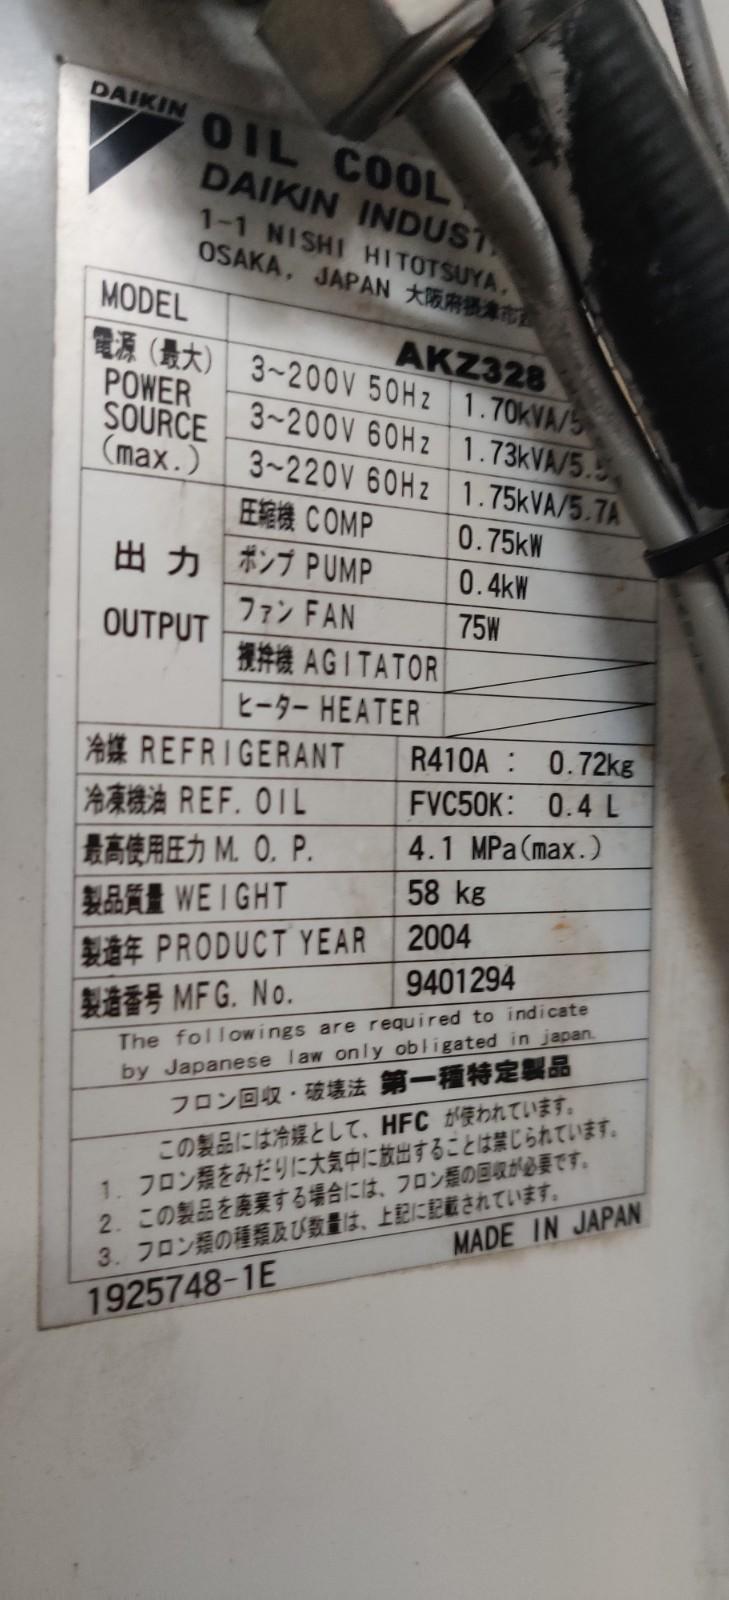 DAIKIN
OIL COOL
DAIKIN INDUST
1-1 NISHI HITOTSUYA,
OSAKA, JAPAN 大阪府摂津市西
MODEL AKZ328
電源(最大) POWER SOURCE (max.)
3~200V 50Hz 1.70kVA/5
3~200V 60Hz 1.73kVA/5.5
3~220V 60Hz 1.75kVA/5.7A
出力 OUTPUT
圧縮機 COMP 0.75kW
ポンプ PUMP 0.4kW
ファン FAN 75W
攪拌機 AGITATOR
ヒーター HEATER
冷媒 REFRIGERANT R410A : 0.72kg
冷凍機油 REF. OIL FVC50K: 0.4 L
最高使用圧力 M. O. P. 4.1 MPa(max.)
製品質量 WEIGHT 58 kg
製造年 PRODUCT YEAR 2004
製造番号 MFG. No. 9401294
The followings are required to indicate
by Japanese law only obligated in japan.
フロン回収・破壊法 第一種特定製品
この製品には冷媒として、HFC が使われています。
1. フロン類をみだりに大気中に放出することは禁じられています。
2. この製品を廃棄する場合には、フロン類の回収が必要です。
3. フロン類の種類及び数量は、上記に記載されています。
1925748-1E MADE IN JAPAN